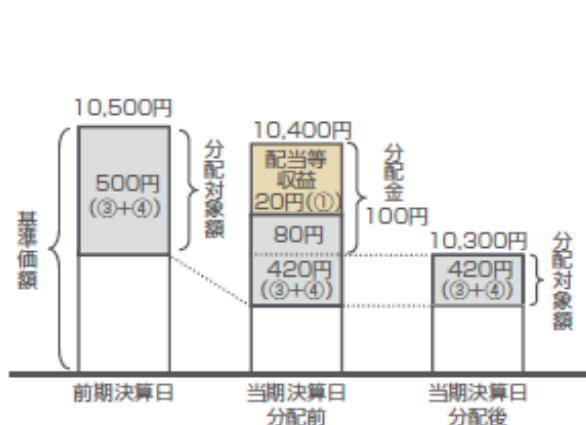 10,500円
500円
(③+④)
分配対象額
基準価額
10,400円
配当等
収益
20円(①)
80円
420円
(③+④)
分配金
100円
10,300円
420円
(③+④)
分配対象額
前期決算日
当期決算日
分配前
当期決算日
分配後